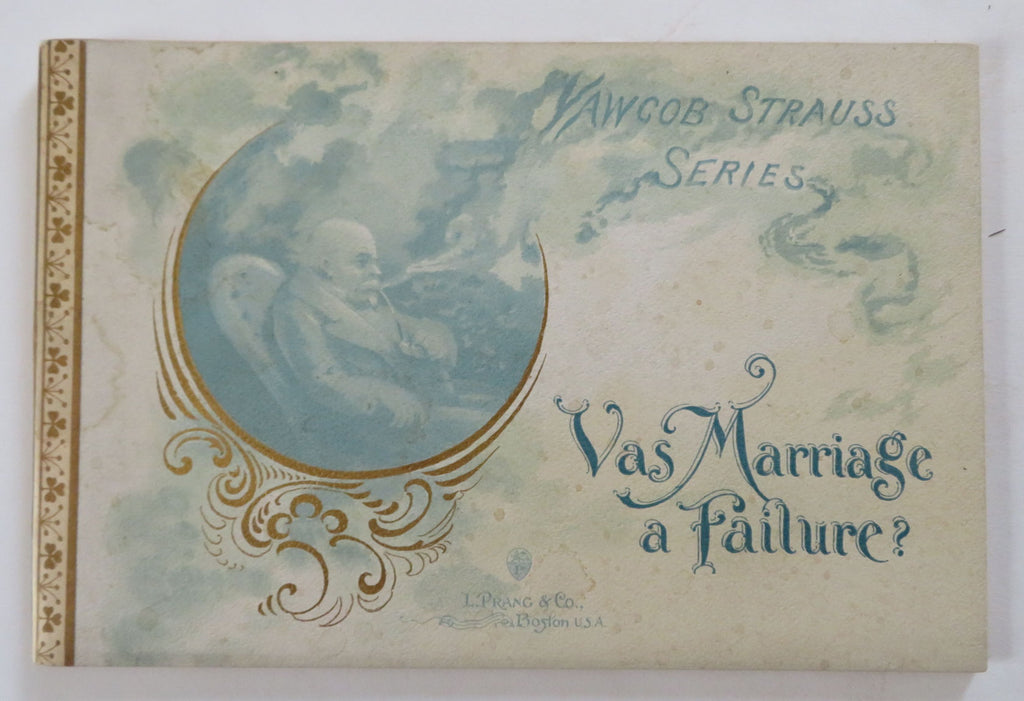 YAWCOB STRAUSS
SERIES
Vas Marriage
a Failure?
L. PRANG & CO.,
Boston U.S.A.